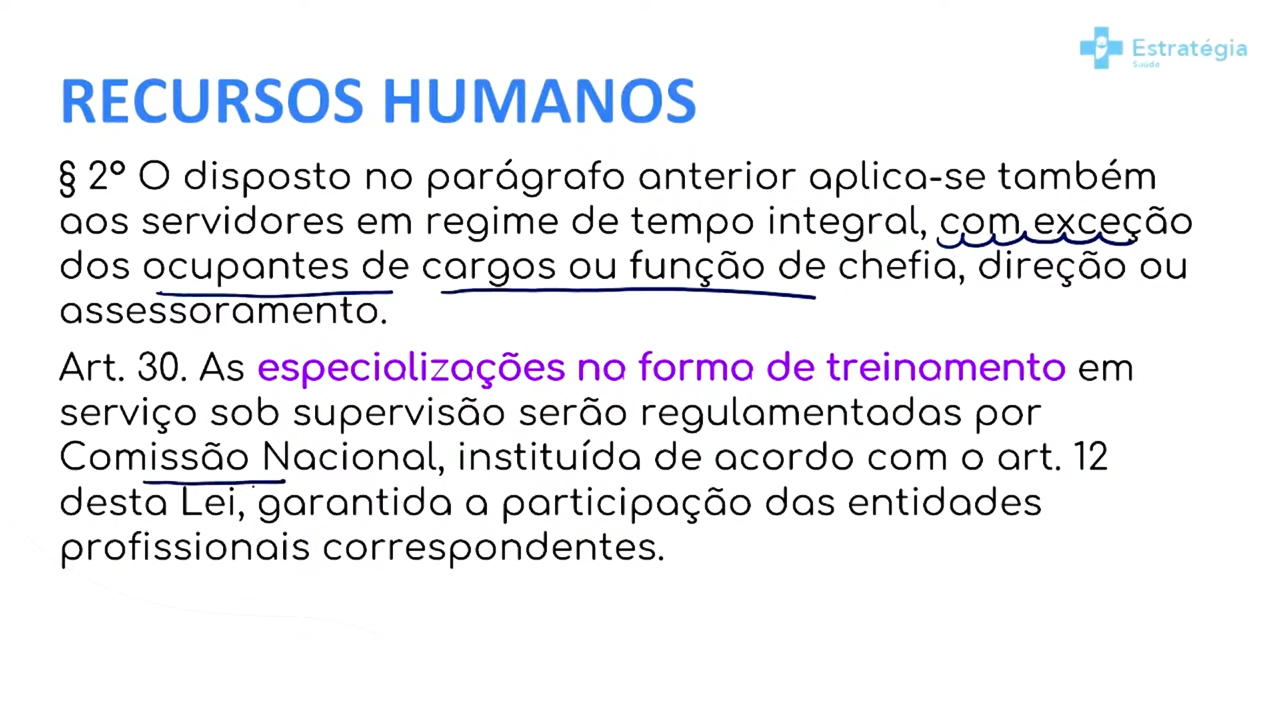 Estratégia
Saúde
RECURSOS HUMANOS
§ 2º O disposto no parágrafo anterior aplica-se também
aos servidores em regime de tempo integral, com exceção
dos ocupantes de cargos ou função de chefia, direção ou
assessoramento.
Art. 30. As especializações na forma de treinamento em
serviço sob supervisão serão regulamentadas por
Comissão Nacional, instituída de acordo com o art. 12
desta Lei, garantida a participação das entidades
profissionais correspondentes.